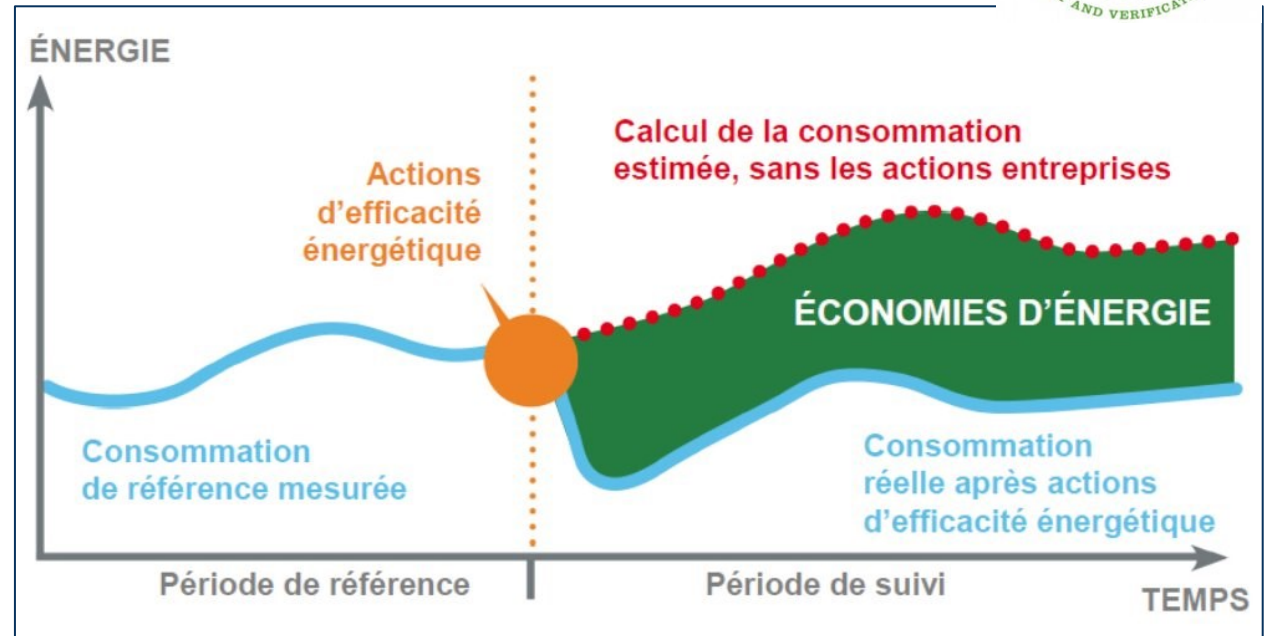 AND VERIFIC
ÉNERGIE
Calcul de la consommation
estimée, sans les actions entreprises
Actions
d'efficacité
énergétique
ÉCONOMIES D'ÉNERGIE
Consommation
de référence mesurée
Consommation
réelle après actions
d'efficacité énergétique
Période de référence
Période de suivi
TEMPS